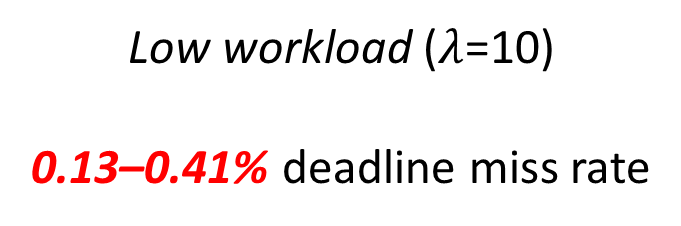 Low workload (λ=10)
0.13–0.41% deadline miss rate